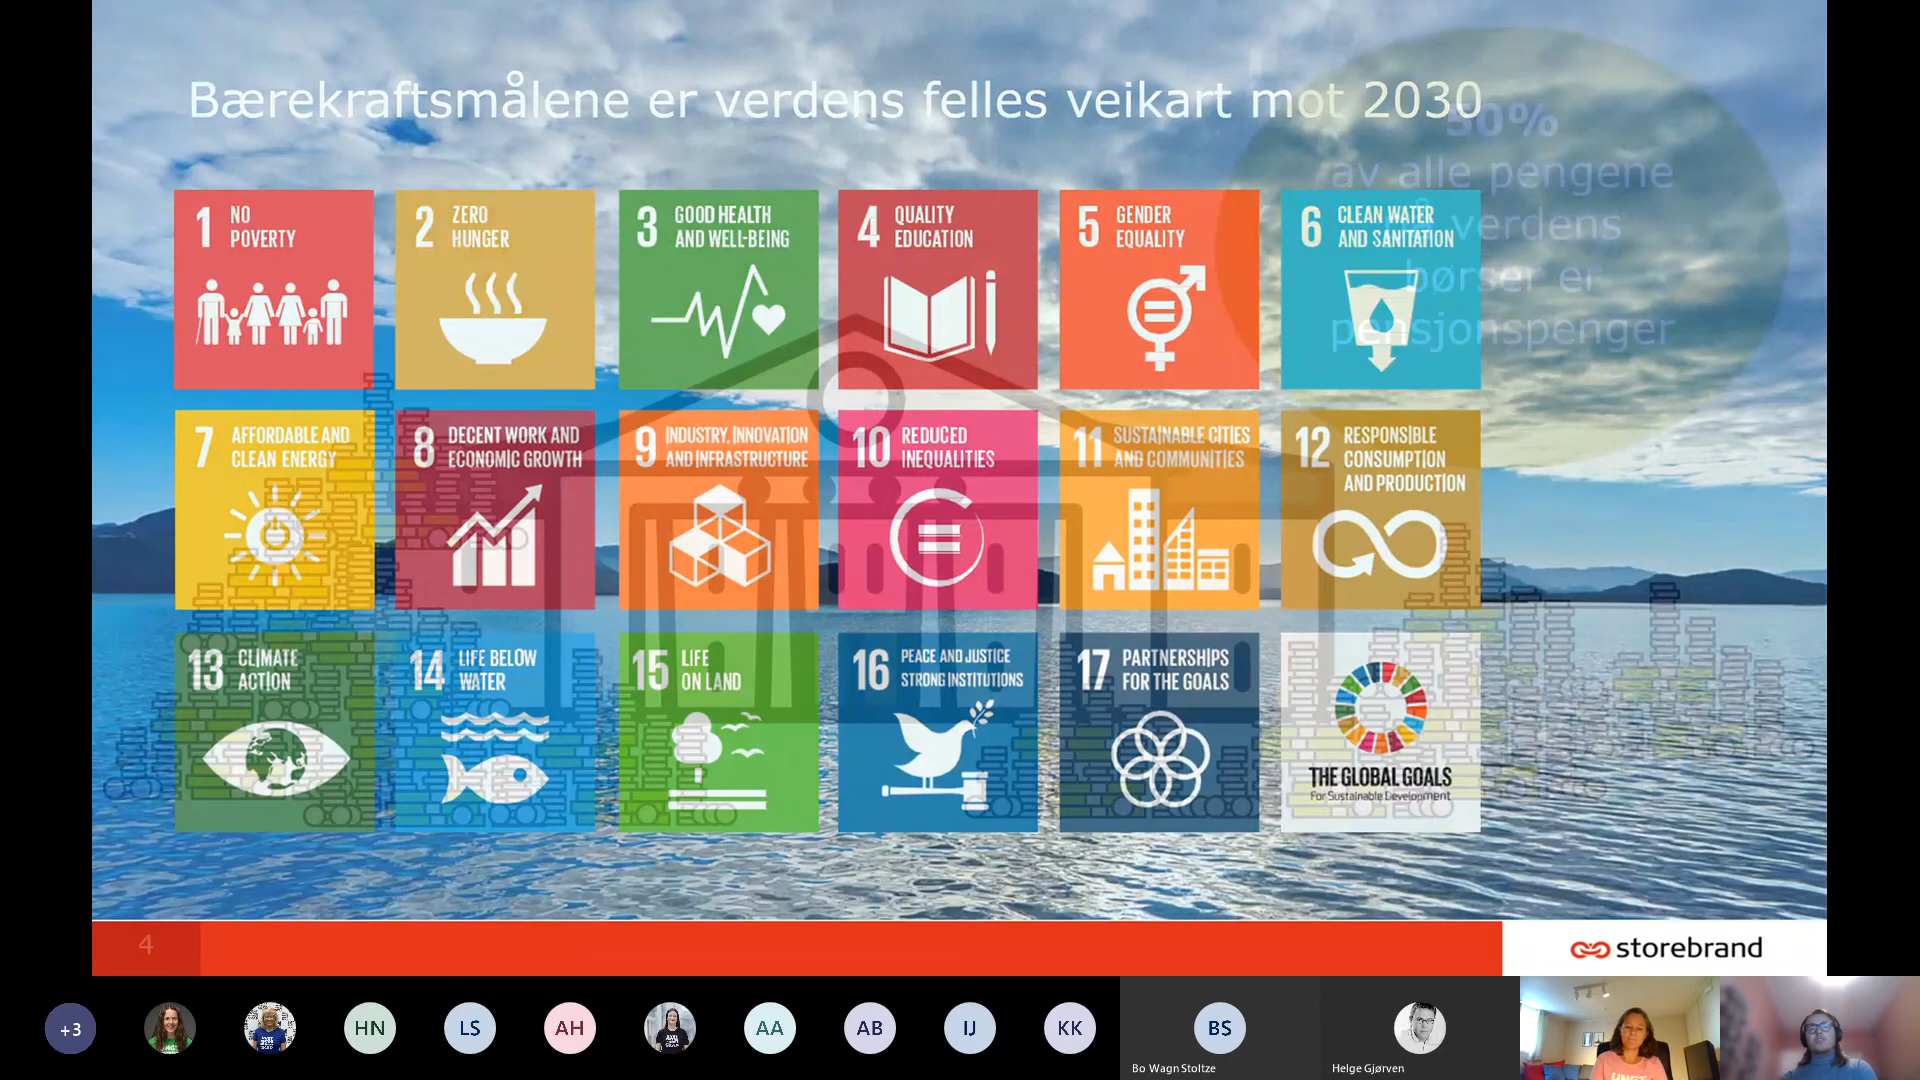 Bærekraftsmålene er verdens felles veikart mot 2030
50%
av alle pengene
på verdens
børser er
pensjonspenger
1 NO
POVERTY
2 ZERO
HUNGER
3 GOOD HEALTH
AND WELL-BEING
4 QUALITY
EDUCATION
5 GENDER
EQUALITY
6 CLEAN WATER
AND SANITATION
7 AFFORDABLE AND
CLEAN ENERGY
8 DECENT WORK AND
ECONOMIC GROWTH
9 INDUSTRY, INNOVATION
AND INFRASTRUCTURE
10 REDUCED
INEQUALITIES
11 SUSTAINABLE CITIES
AND COMMUNITIES
12 RESPONSIBLE
CONSUMPTION
AND PRODUCTION
13 CLIMATE
ACTION
14 LIFE BELOW
WATER
15 LIFE
ON LAND
16 PEACE AND JUSTICE
STRONG INSTITUTIONS
17 PARTNERSHIPS
FOR THE GOALS
THE GLOBAL GOALS
For Sustainable Development
4
storebrand
+3
HN
LS
AH
AA
AB
IJ
KK
BS
Bo Wagn Stoltze
Helge Gjørven